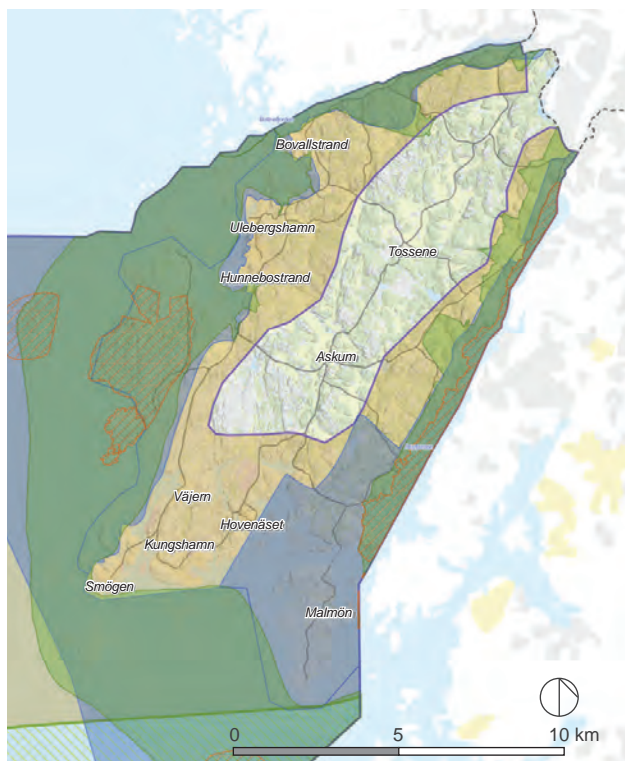 Bovallstrand
Ulebergshamn
Tossene
Hunnebostrand
Askum
Väjern
Hovenäset
Kungshamn
Smögen
Malmön
0 5 10 km